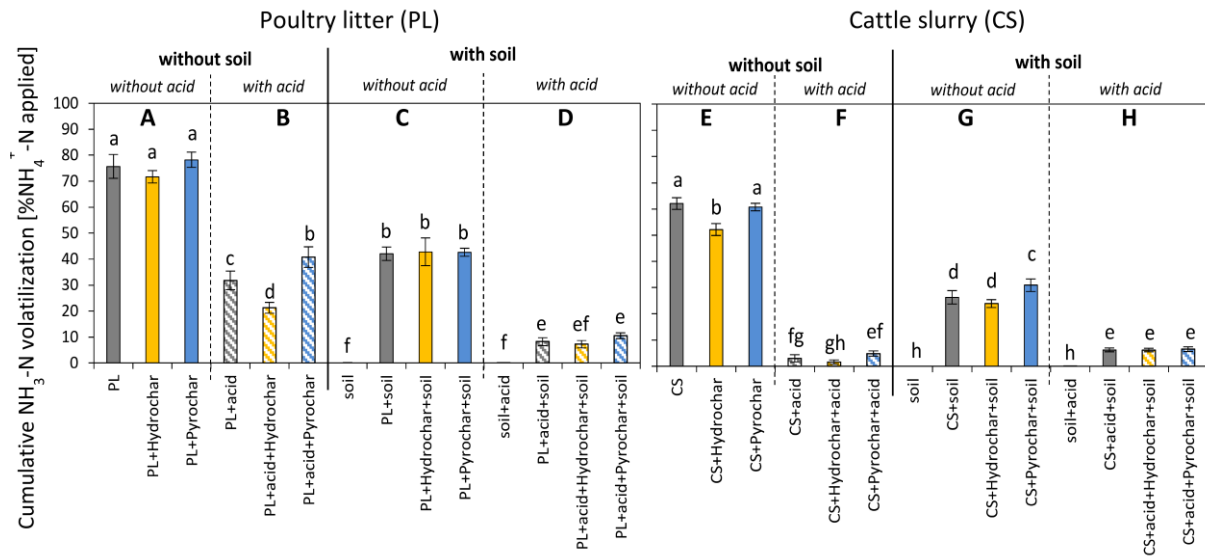 Poultry litter (PL)
Cattle slurry (CS)
without soil
with soil
without soil
with soil
without acid
with acid
without acid
with acid
without acid
with acid
without acid
with acid
Cumulative NH3-N volatilization [%NH4+-N applied]
100
90
80
70
60
50
40
30
20
10
0
A
B
C
D
E
F
G
H
a
a
a
c
d
b
f
b
b
b
f
e
ef
e
a
b
a
fg
gh
ef
h
d
d
c
h
e
e
e
PL
PL+Hydrochar
PL+Pyrochar
PL+acid
PL+acid+Hydrochar
PL+acid+Pyrochar
soil
PL+soil
PL+Hydrochar+soil
PL+Pyrochar+soil
soil+acid
PL+acid+soil
PL+acid+Hydrochar+soil
PL+acid+Pyrochar+soil
CS
CS+Hydrochar
CS+Pyrochar
CS+acid
CS+Hydrochar+acid
CS+Pyrochar+acid
soil
CS+soil
CS+Hydrochar+soil
CS+Pyrochar+soil
soil+acid
CS+acid+soil
CS+acid+Hydrochar+soil
CS+acid+Pyrochar+soil